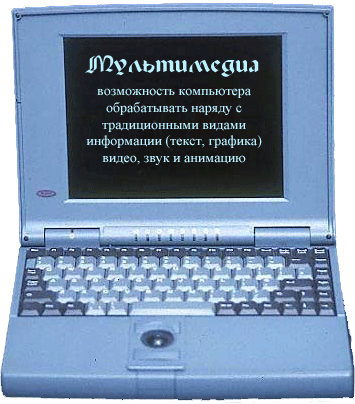 Мультимедиа
возможность компьютера
обрабатывать наряду с
традиционными видами
информации (текст, графика)
видео, звук и анимацию